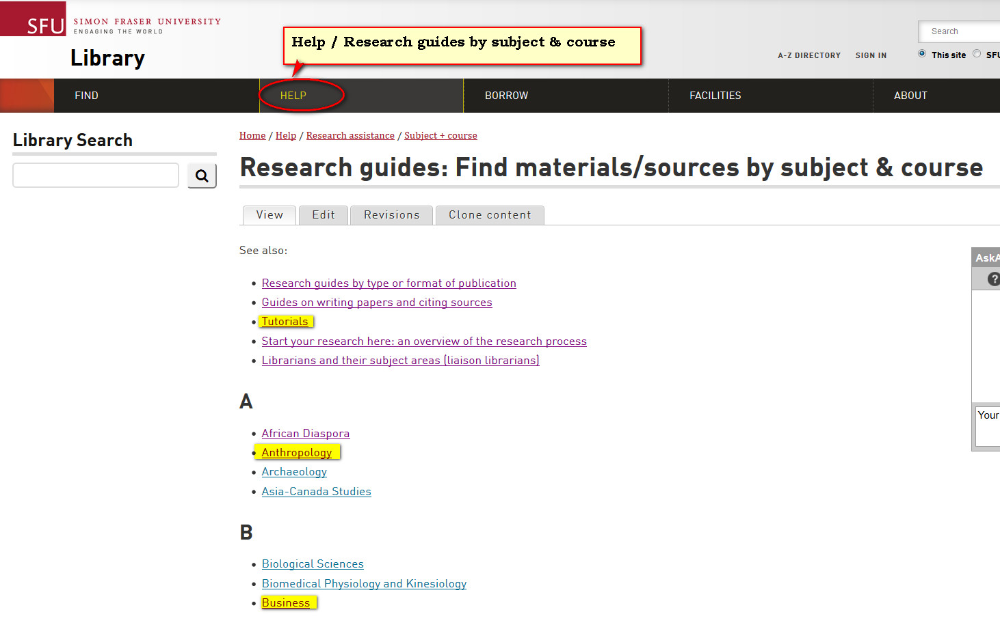 SFU SIMON FRASER UNIVERSITY
ENGAGING THE WORLD
Library
Help / Research guides by subject & course
A-Z DIRECTORY SIGN IN
Search
This site SFU
FIND HELP BORROW FACILITIES ABOUT
Library Search
Home / Help / Research assistance / Subject + course
Research guides: Find materials/sources by subject & course
View Edit Revisions Clone content
See also:
• Research guides by type or format of publication
• Guides on writing papers and citing sources
• Tutorials
• Start your research here: an overview of the research process
• Librarians and their subject areas (liaison librarians)
AskA
?
Your
A
• African Diaspora
• Anthropology
• Archaeology
• Asia-Canada Studies
B
• Biological Sciences
• Biomedical Physiology and Kinesiology
• Business